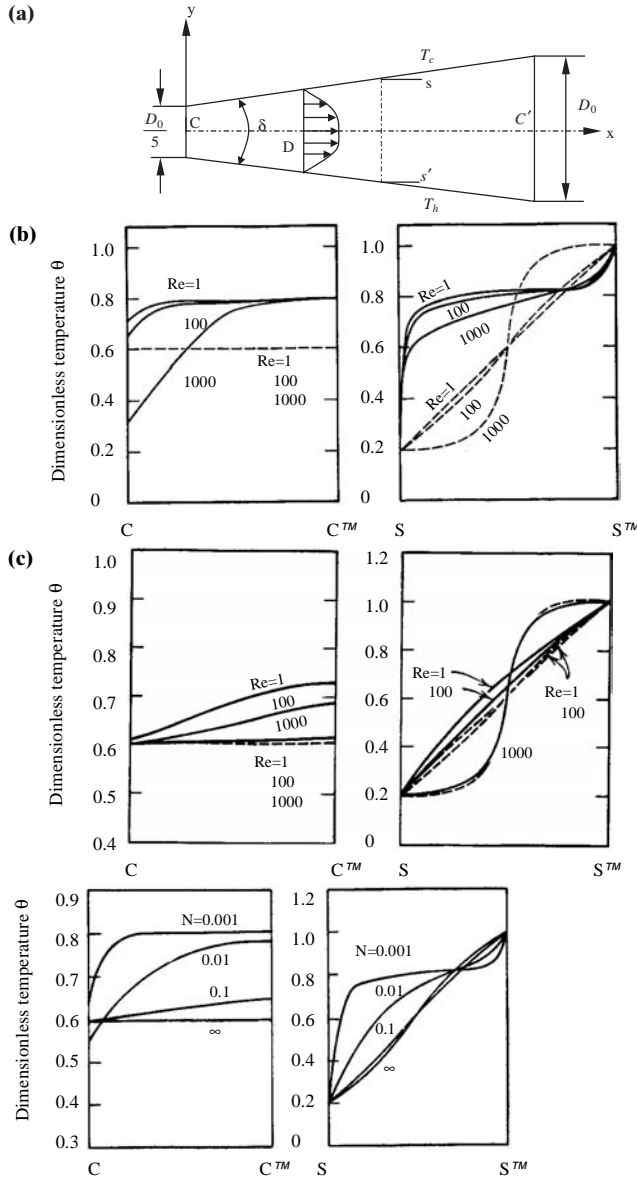 (a)
y
T_c
s
D_0
D_0/5
C
δ
D
C′
x
s′
T_h
(b)
Dimensionless temperature θ
1.0
0.8
0.6
0.4
0.2
0
Re=1
100
1000
Re=1
100
1000
C
C™
1.0
0.8
0.6
0.4
0.2
0
Re=1
100
1000
Re=1
100
1000
S
S™
(c)
Dimensionless temperature θ
1.0
0.9
0.8
0.7
0.6
0.5
0.4
Re=1
100
1000
Re=1
100
1000
C
C™
1.2
1.0
0.8
0.6
0.4
0.2
0
Re=1
100
Re=1
100
1000
S
S™
Dimensionless temperature θ
0.9
0.8
0.7
0.6
0.5
0.4
0.3
N=0.001
0.01
0.1
∞
C
C™
1.2
1.0
0.8
0.6
0.4
0.2
0
N=0.001
0.01
0.1
∞
S
S™